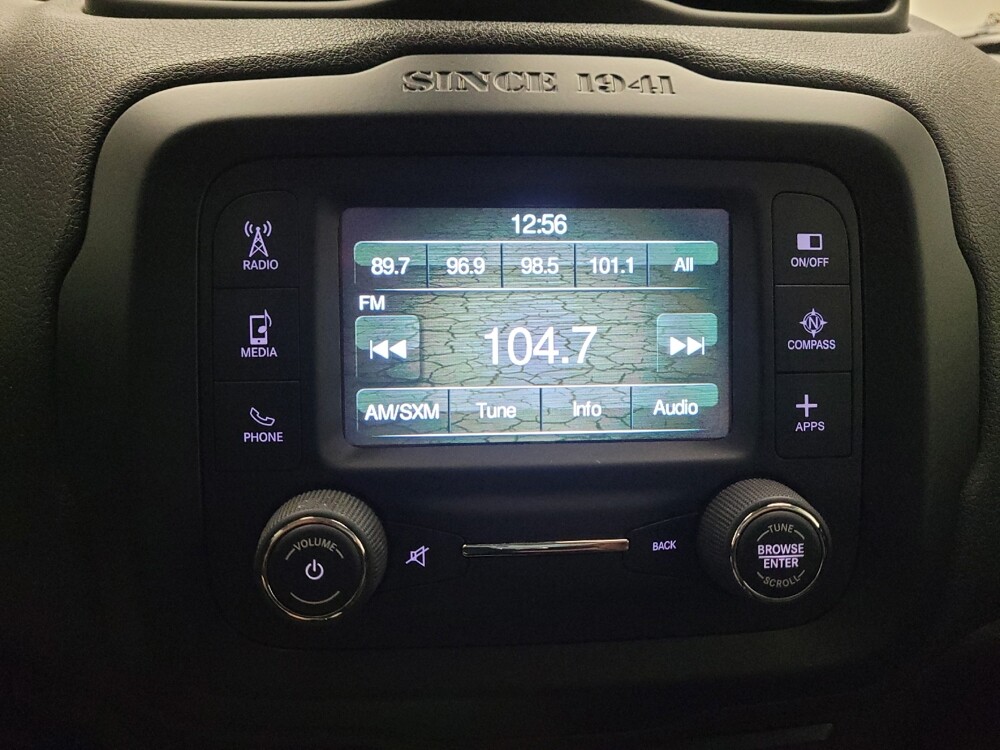 SINCE 1941
RADIO
MEDIA
PHONE
12:56
89.7 96.9 98.5 101.1 All
FM
104.7
AM/SXM Tune Info Audio
ON/OFF
N
COMPASS
APPS
VOLUME
BACK
TUNE
BROWSE
ENTER
SCROLL